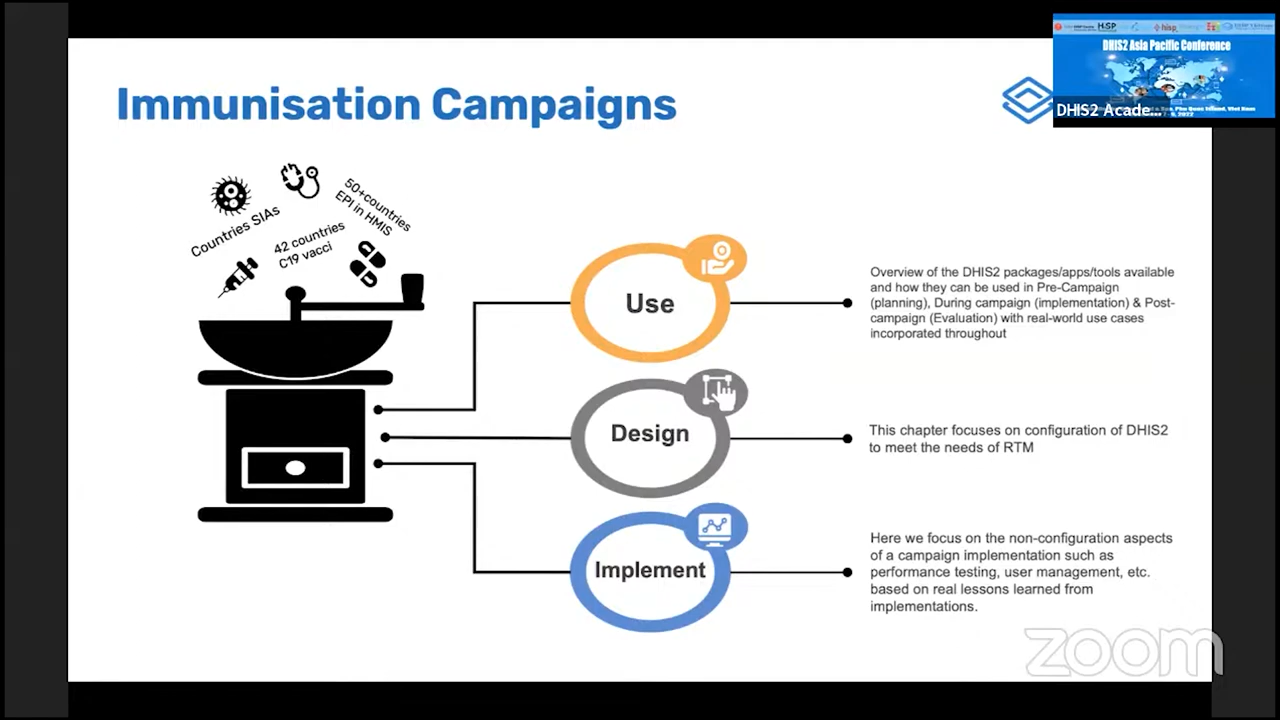 Immunisation Campaigns
DHIS2 Asia Pacific Conference
DHIS2 Acade...
Countries SIAs
42 countries
C19 vacci
50+countries
EPI in HMIS
Use
Overview of the DHIS2 packages/apps/tools available
and how they can be used in Pre-Campaign
(planning), During campaign (implementation) & Post-
campaign (Evaluation) with real-world use cases
incorporated throughout
Design
This chapter focuses on configuration of DHIS2
to meet the needs of RTM
Implement
Here we focus on the non-configuration aspects
of a campaign implementation such as
performance testing, user management, etc.
based on real lessons learned from
implementations.
zoom